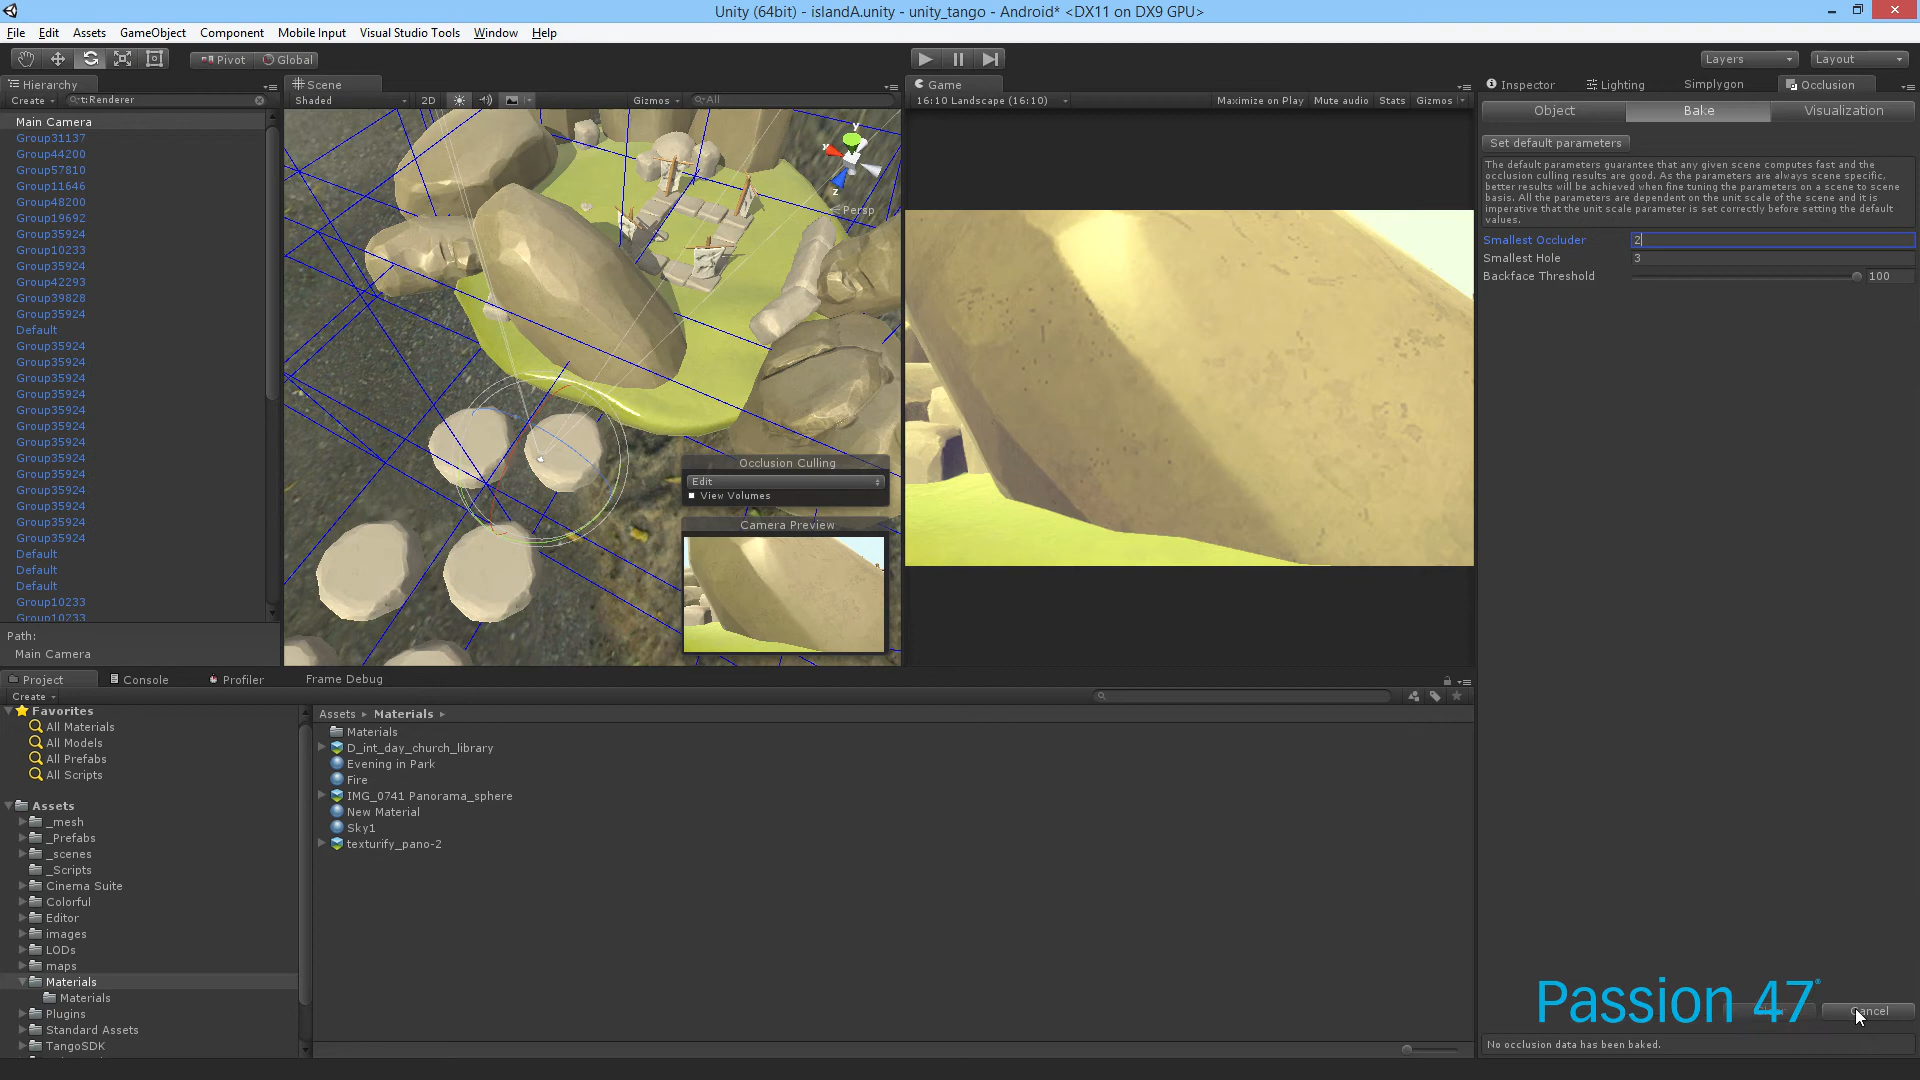 Unity (64bit) - islandA.unity - unity_tango - Android* <DX11 on DX9 GPU>
File Edit Assets GameObject Component Mobile Input Visual Studio Tools Window Help
Pivot Global
Layers Layout
Hierarchy
Create t:Renderer
Main Camera
Group31137
Group44200
Group57810
Group11646
Group48200
Group19692
Group35924
Group10233
Group35924
Group42293
Group39828
Group35924
Default
Group35924
Group35924
Group35924
Group35924
Group35924
Group35924
Group35924
Group35924
Group35924
Group35924
Group35924
Group35924
Group35924
Default
Default
Default
Group10233
Group10233
Path:
Main Camera
Scene
Shaded 2D Gizmos All
y
x
z
Persp
Occlusion Culling
Edit
View Volumes
Camera Preview
Game
16:10 Landscape (16:10) Maximize on Play Mute audio Stats Gizmos
Inspector Lighting Simplygon Occlusion
Object Bake Visualization
Set default parameters
The default parameters guarantee that any given scene computes fast and the
occlusion culling results are good. As the parameters are always scene specific,
better results will be achieved when fine tuning the parameters on a scene to scene
basis. All the parameters are dependent on the unit scale of the scene and it is
imperative that the unit scale parameter is set correctly before setting the default
values.
Smallest Occluder 2
Smallest Hole 3
Backface Threshold 100
Project Console Profiler Frame Debug
Create
Favorites
All Materials
All Models
All Prefabs
All Scripts
Assets
_mesh
_Prefabs
_scenes
_Scripts
Cinema Suite
Colorful
Editor
images
LODs
maps
Materials
Materials
Plugins
Standard Assets
TangoSDK
Assets Materials
Materials
D_int_day_church_library
Evening in Park
Fire
IMG_0741 Panorama_sphere
New Material
Sky1
texturify_pano-2
Passion 47
Cancel
No occlusion data has been baked.